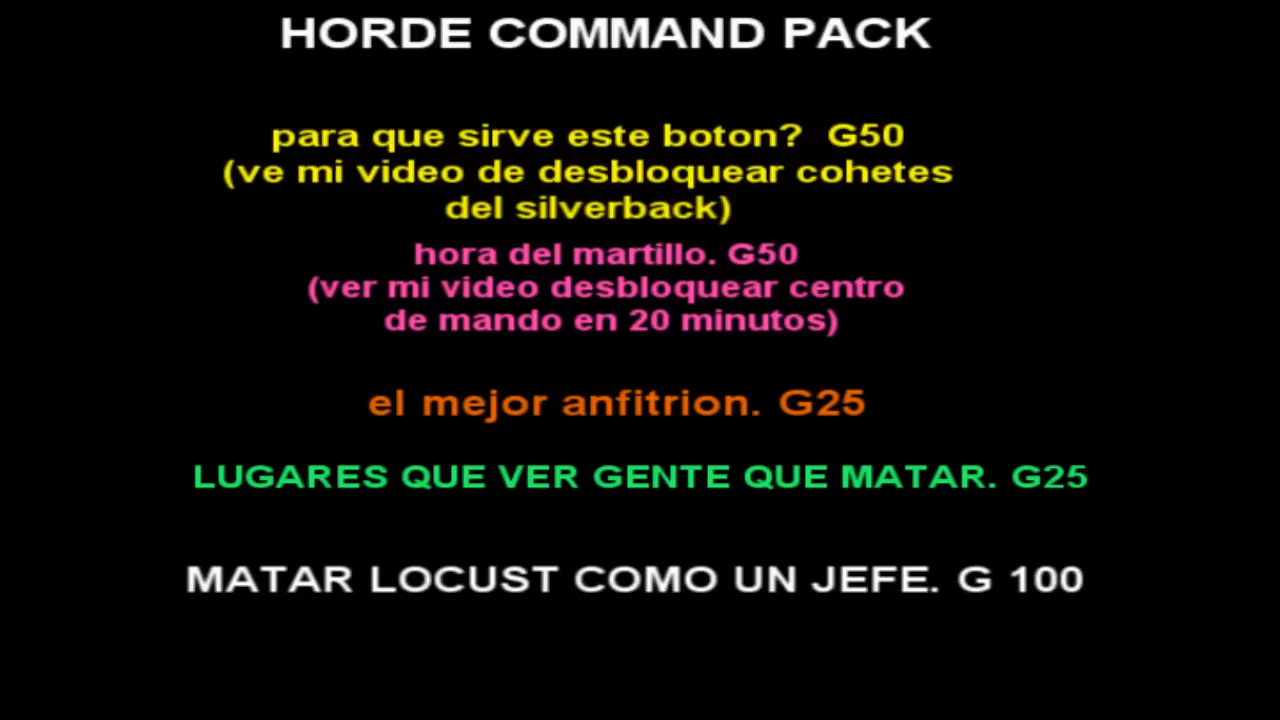 HORDE COMMAND PACK
para que sirve este boton? G50
(ve mi video de desbloquear cohetes
del silverback)
hora del martillo. G50
(ver mi video desbloquear centro
de mando en 20 minutos)
el mejor anfitrion. G25
LUGARES QUE VER GENTE QUE MATAR. G25
MATAR LOCUST COMO UN JEFE. G 100